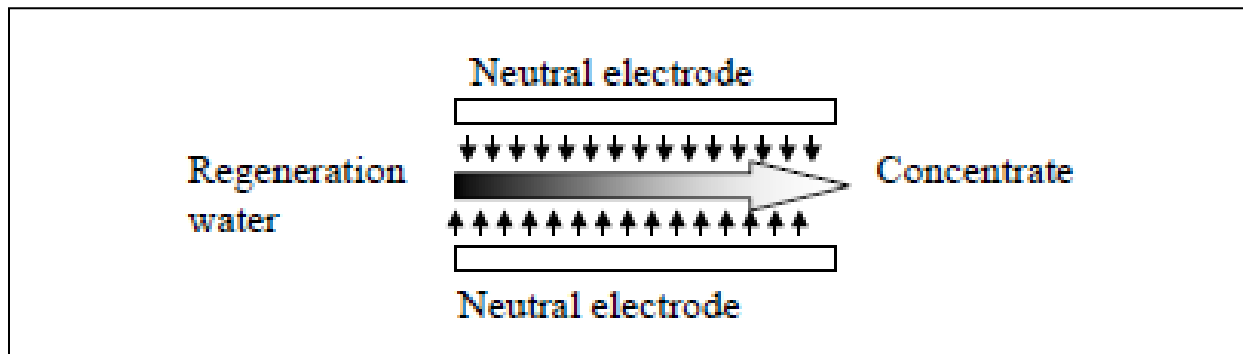 Neutral electrode
Regeneration
water
Concentrate
Neutral electrode